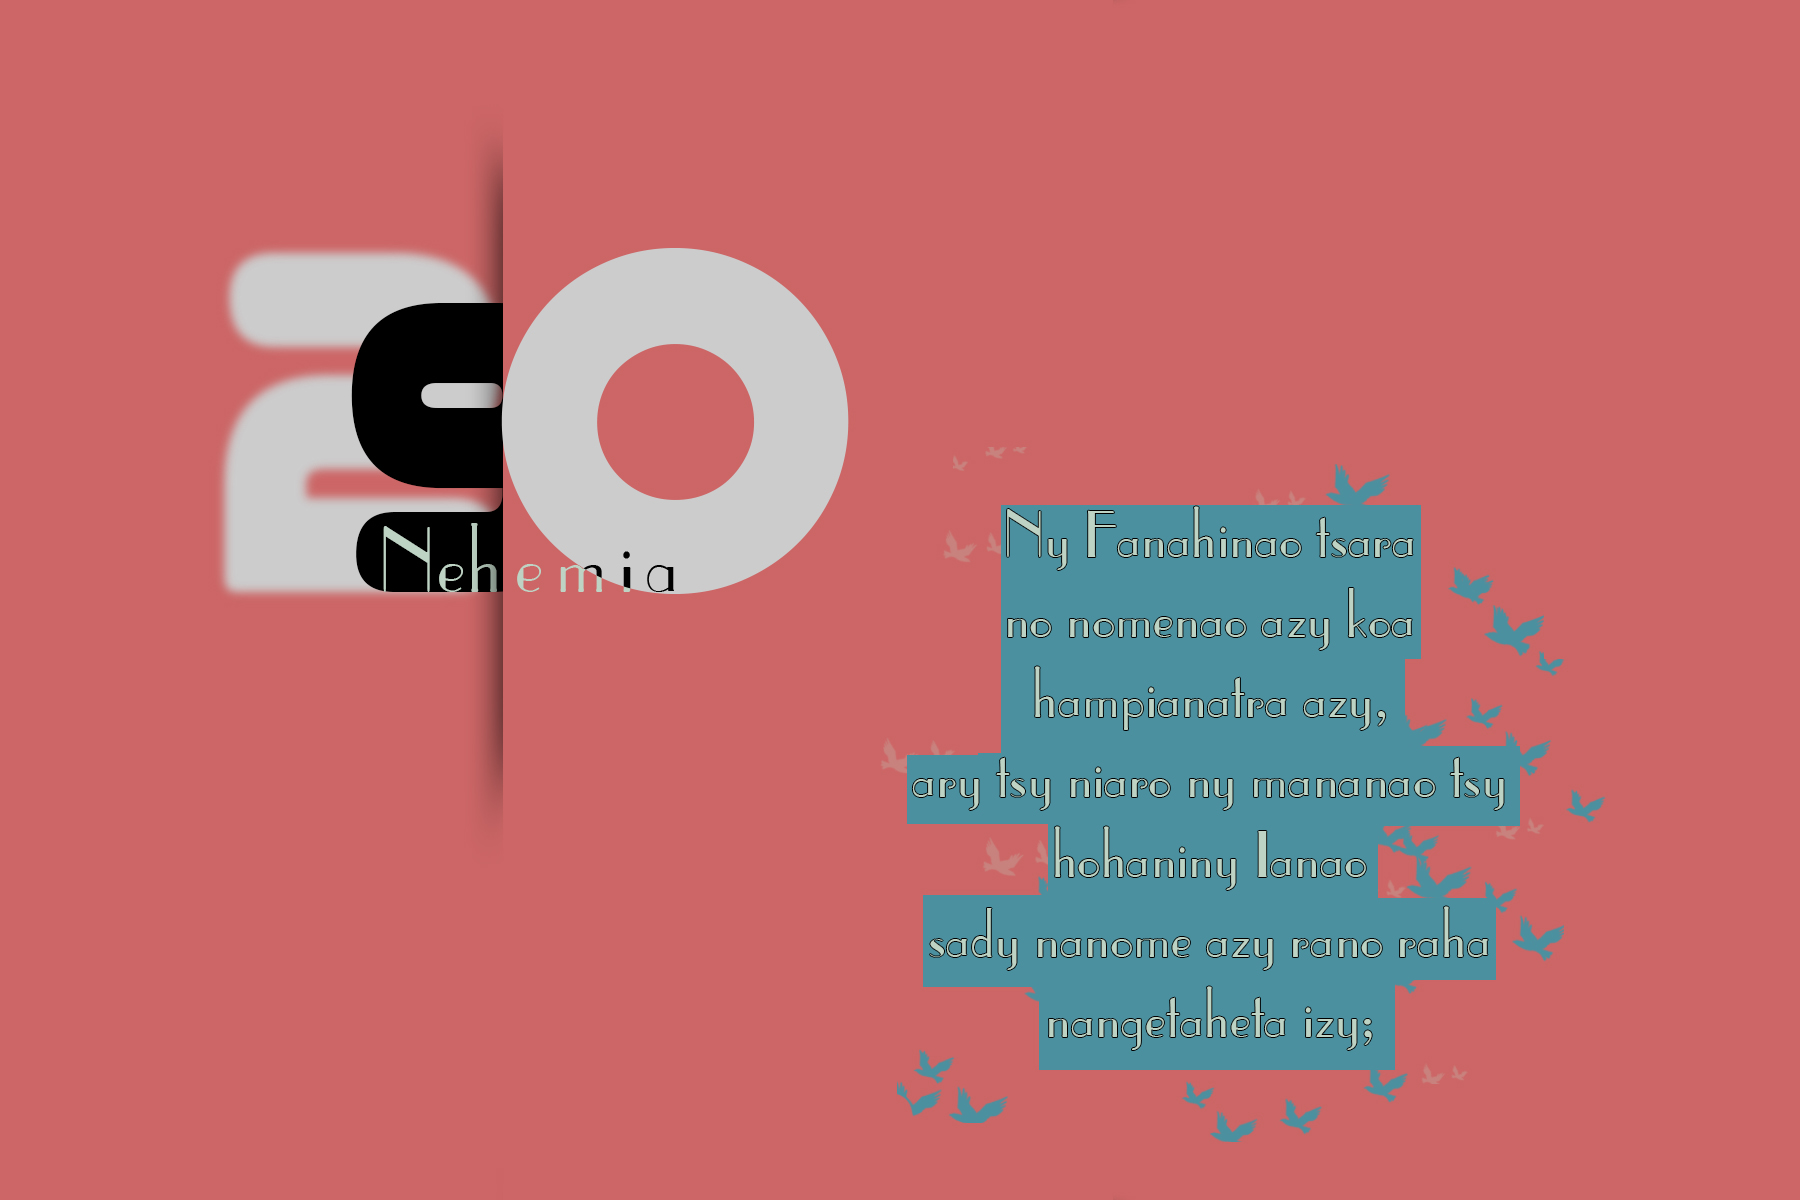 20
Nehemia
Ny Fanahinao tsara
no nomenao azy koa
hampianatra azy,
ary tsy niaro ny mananao tsy
hohaniny Ianao
sady nanome azy rano raha
nangetaheta izy;